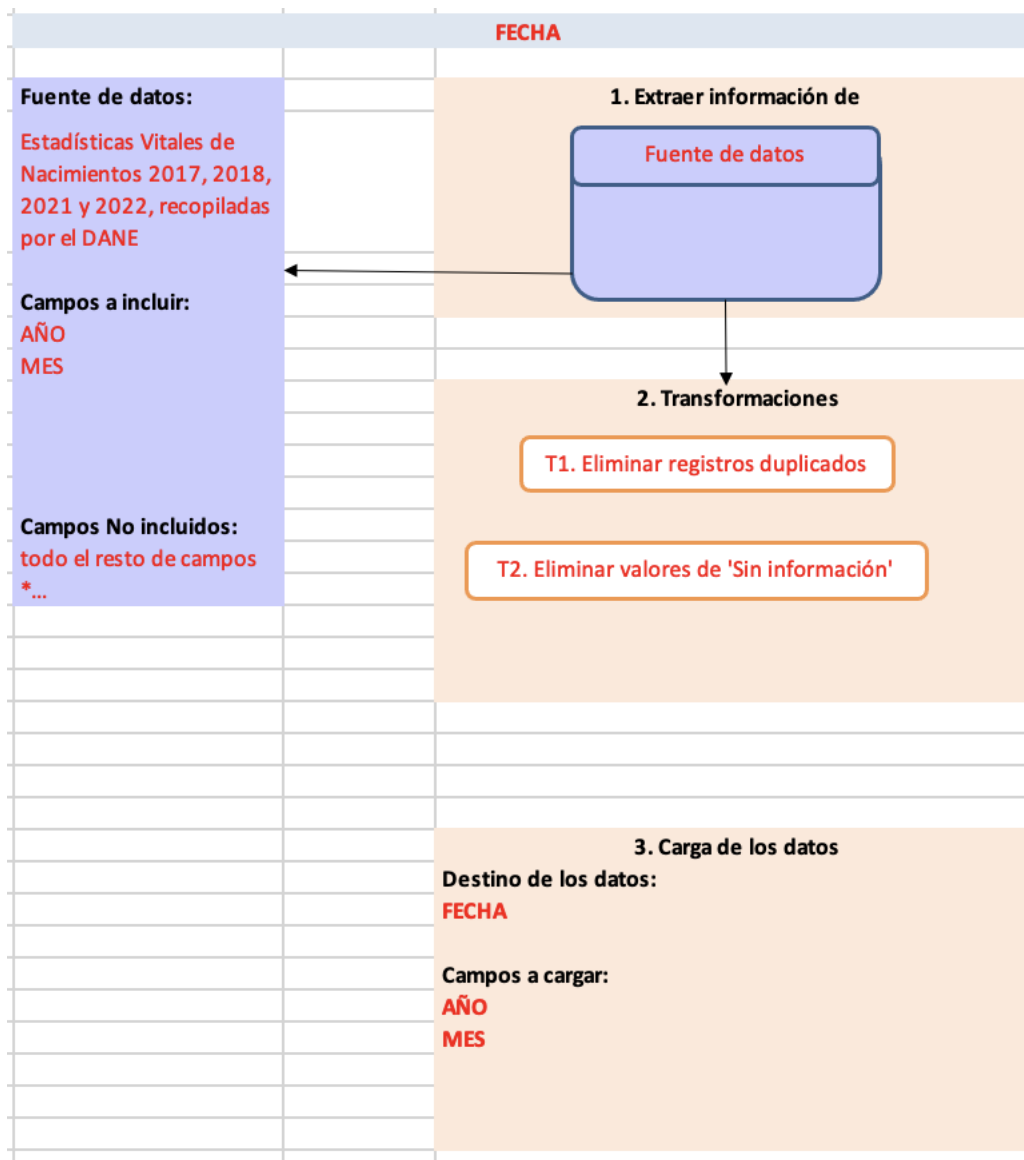 FECHA
Fuente de datos:
Estadísticas Vitales de
Nacimientos 2017, 2018,
2021 y 2022, recopiladas
por el DANE
Campos a incluir:
AÑO
MES
Campos No incluidos:
todo el resto de campos
*...
1. Extraer información de
Fuente de datos
2. Transformaciones
T1. Eliminar registros duplicados
T2. Eliminar valores de 'Sin información'
3. Carga de los datos
Destino de los datos:
FECHA
Campos a cargar:
AÑO
MES